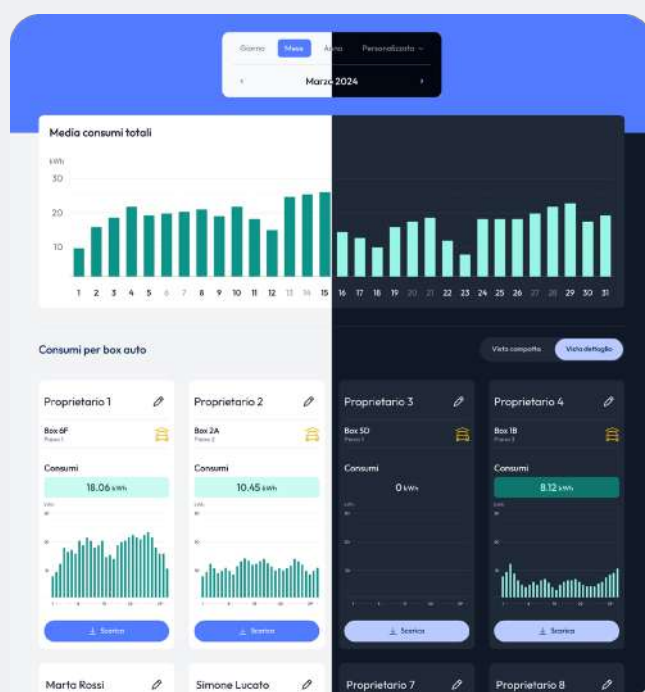 Giorno Mese Anno Personalizzato
Marzo 2024
Media consumi totali
kWh
30
20
10
1 2 3 4 5 6 7 8 9 10 11 12 13 14 15 16 17 18 19 20 21 22 23 24 25 26 27 28 29 30 31
Consumi per box auto
Vista compatta Vista dettaglio
Proprietario 1 Proprietario 2 Proprietario 3 Proprietario 4
Box 6F Box 2A Box 5D Box 1B
Consumi Consumi Consumi Consumi
18.06 kWh 10.45 kWh 0 kWh 8.12 kWh
Scarica Scarica Scarica Scarica
Marta Rossi Simone Lucato Proprietario 7 Proprietario 8